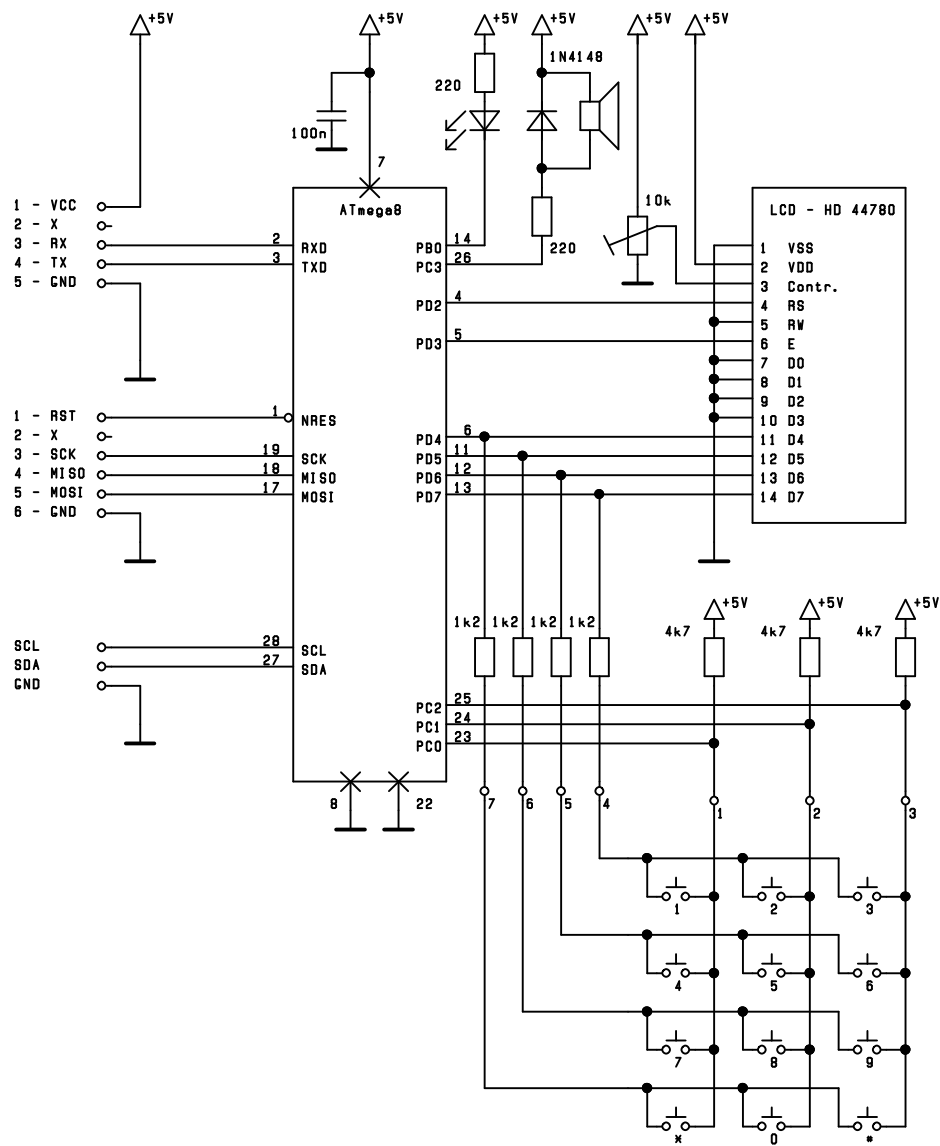 +5V +5V +5V +5V +5V +5V
1N4148
220
100n
7
1 - VCC
2 - X
3 - RX
4 - TX
5 - GND
ATmega8
10k
LCD - HD 44780
2 RXD
3 TXD
PB0 14
PC3 26
220
PD2 4
PD3 5
1 VSS
2 VDD
3 Contr.
4 RS
5 RW
6 E
7 D0
8 D1
9 D2
10 D3
11 D4
12 D5
13 D6
14 D7
1 - RST
2 - X
3 - SCK
4 - MISO
5 - MOSI
6 - GND
1 NRES
19 SCK
18 MISO
17 MOSI
PD4 6
PD5 11
PD6 12
PD7 13
+5V +5V +5V
1k2 1k2 1k2 1k2
4k7 4k7 4k7
SCL
SDA
GND
28 SCL
27 SDA
PC2 25
PC1 24
PC0 23
8 22
7 6 5 4
1 2 3
1 2 3
4 5 6
7 8 9
* 0 #